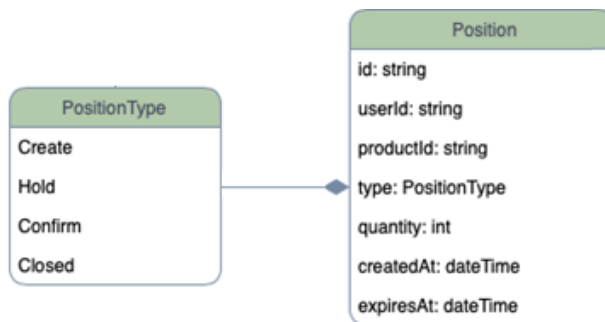 Position
id: string
userId: string
productId: string
type: PositionType
quantity: int
createdAt: dateTime
expiresAt: dateTime
PositionType
Create
Hold
Confirm
Closed